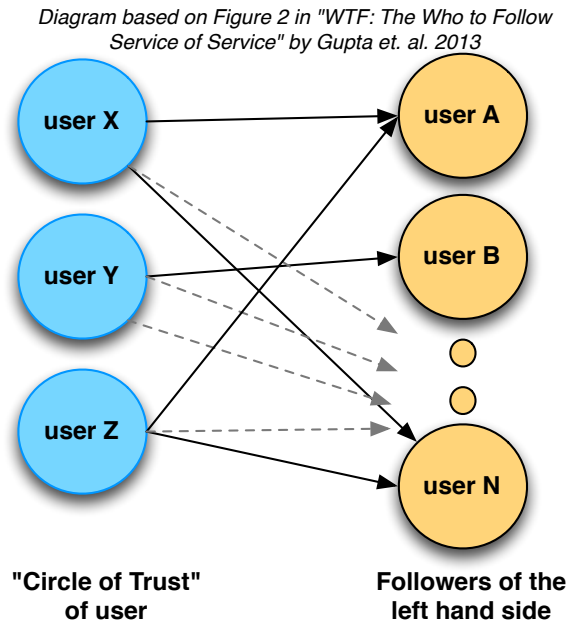 Diagram based on Figure 2 in "WTF: The Who to Follow
Service of Service" by Gupta et. al. 2013
user X
user A
user Y
user B
user Z
user N
"Circle of Trust"
of user
Followers of the
left hand side